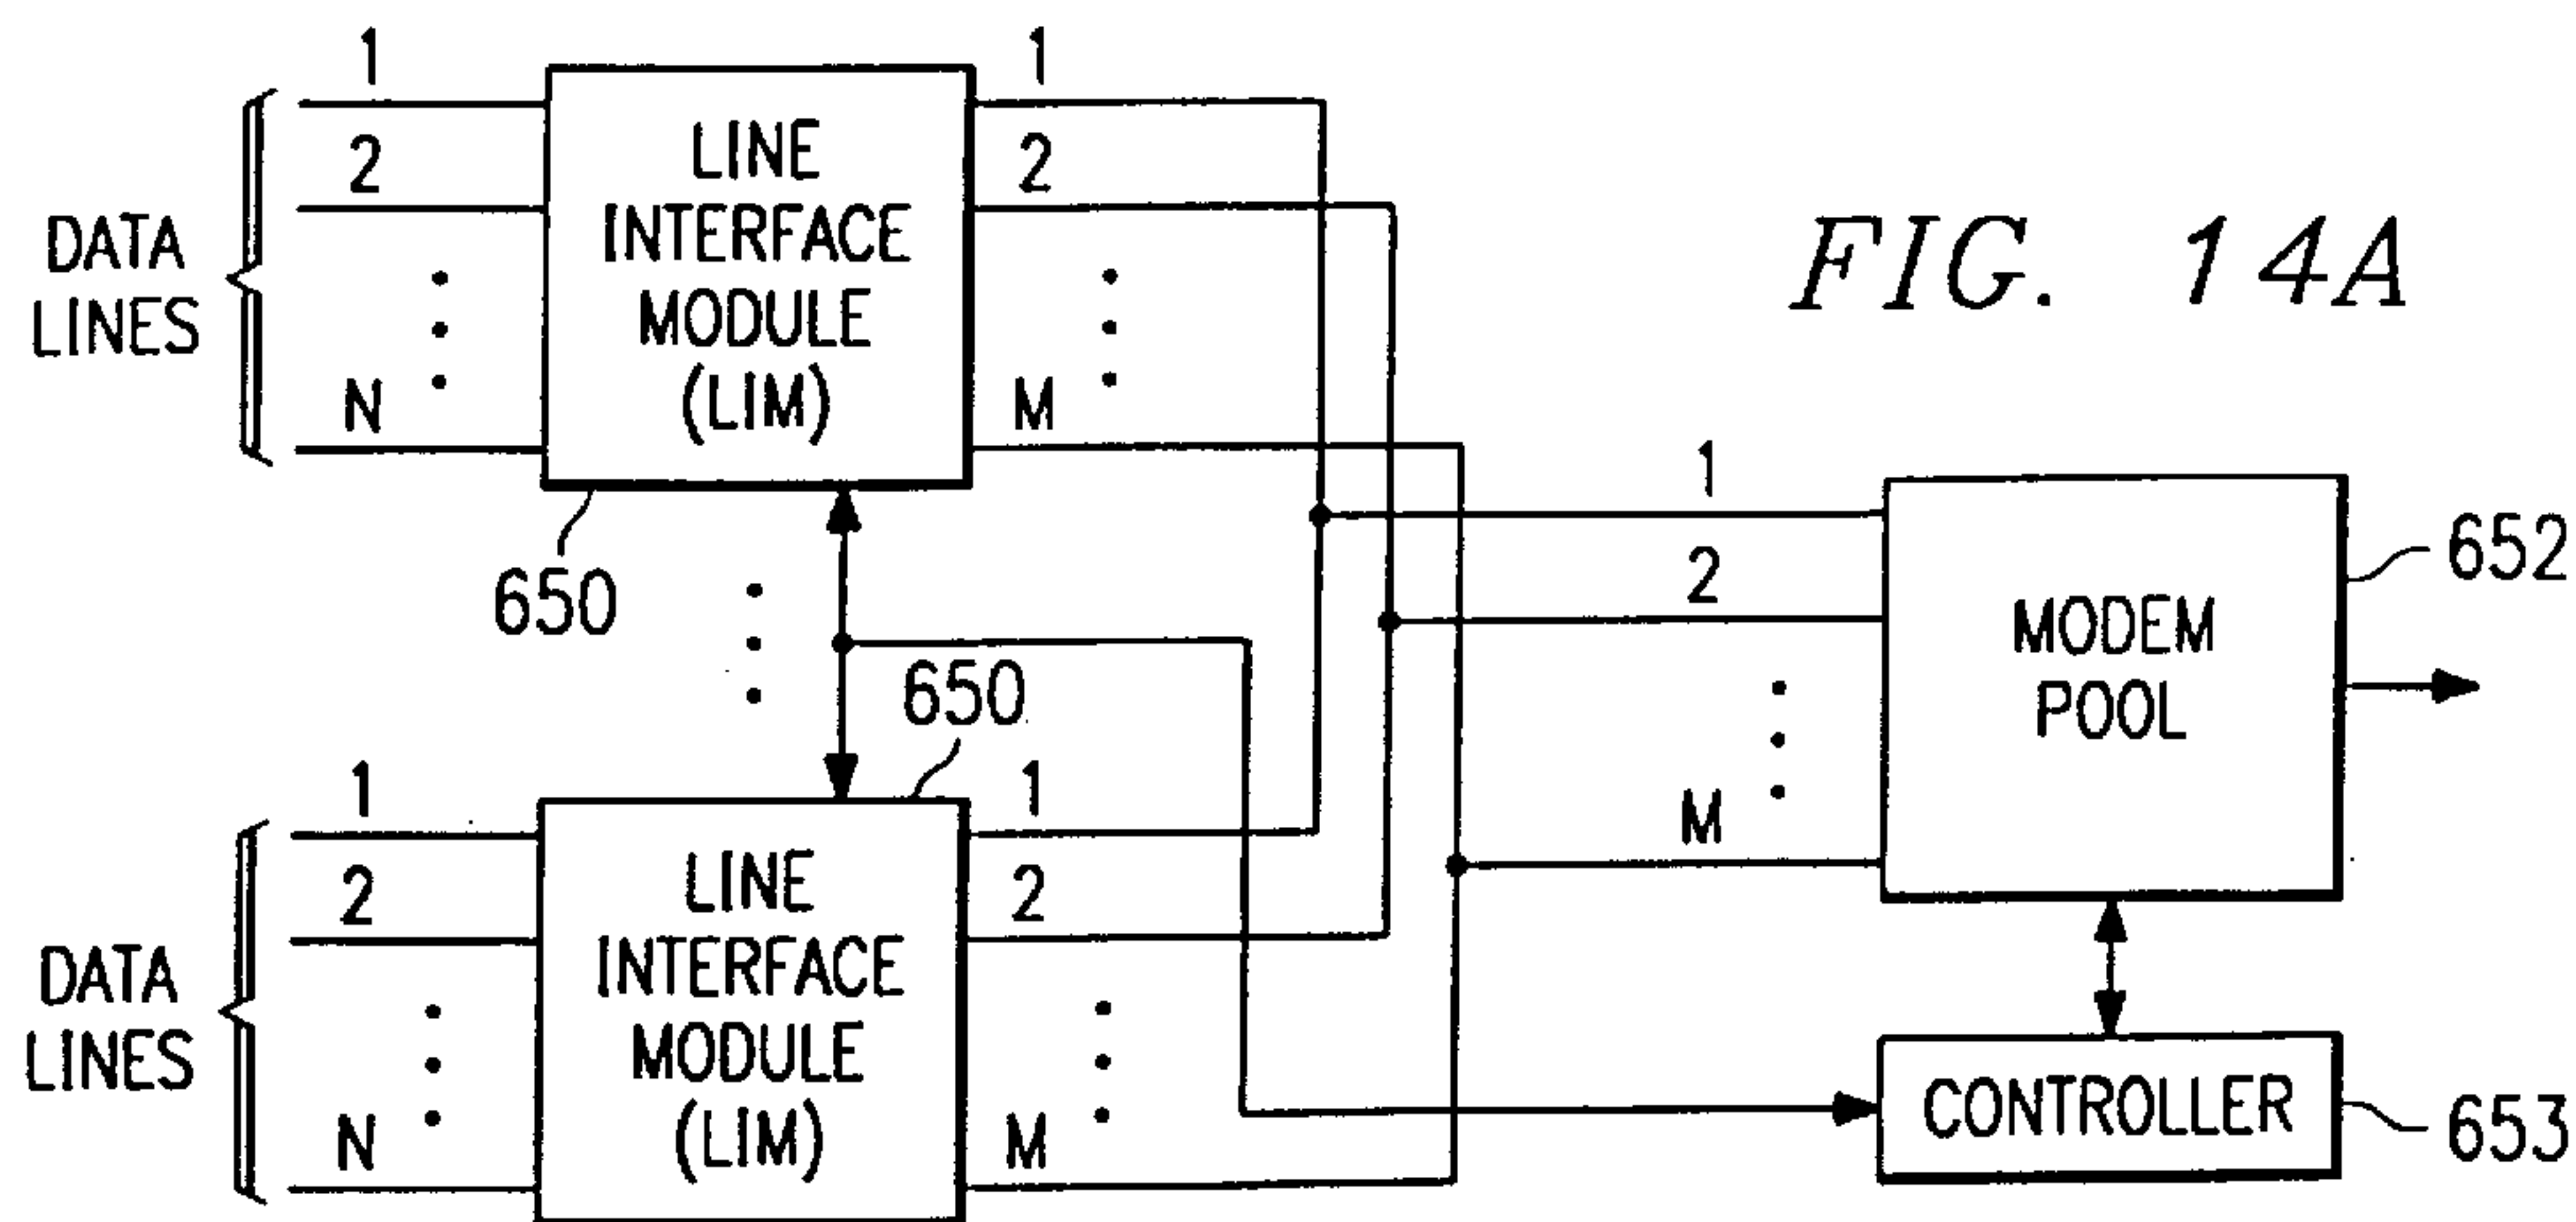 FIG. 14A
DATA
LINES
1
2
N
LINE
INTERFACE
MODULE
(LIM)
1
2
M
650
DATA
LINES
1
2
N
650
LINE
INTERFACE
MODULE
(LIM)
1
2
M
1
2
M
MODEM
POOL
652
CONTROLLER
653